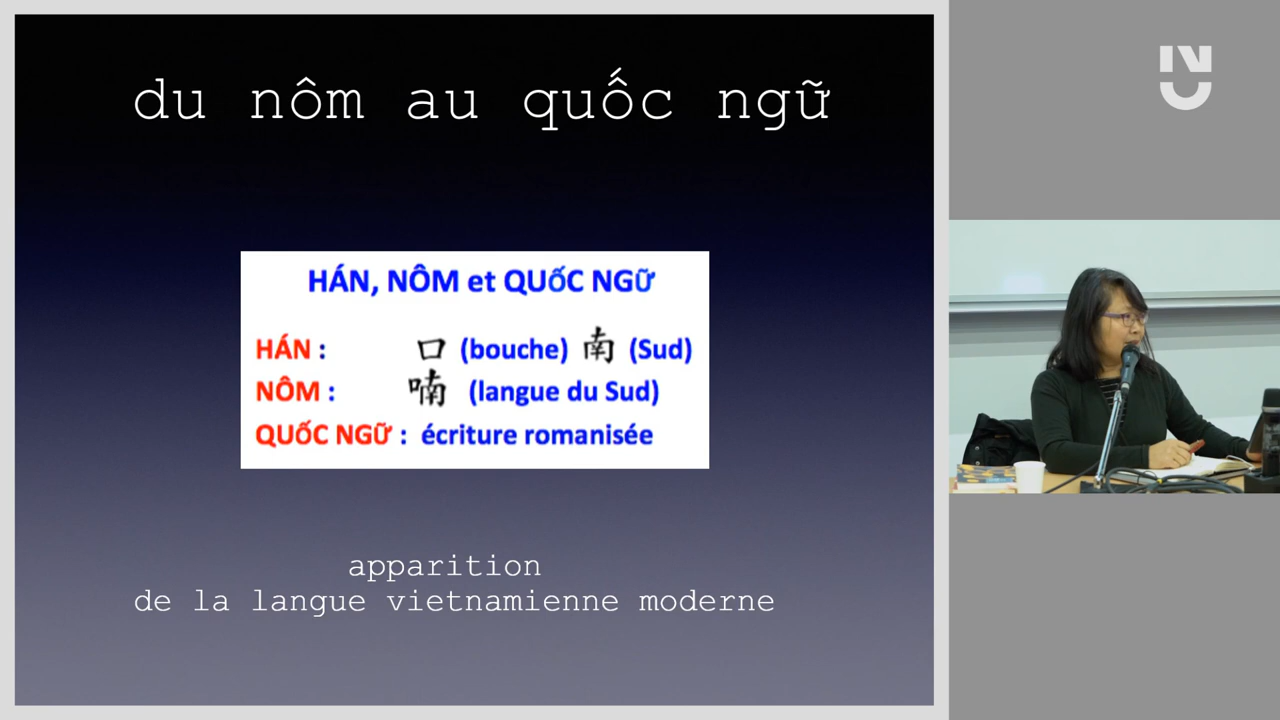 du nôm au quốc ngữ
HÁN, NÔM et QUỐC NGỮ
HÁN : 口 (bouche) 南 (Sud)
NÔM : 喃 (langue du Sud)
QUỐC NGỮ : écriture romanisée
apparition
de la langue vietnamienne moderne